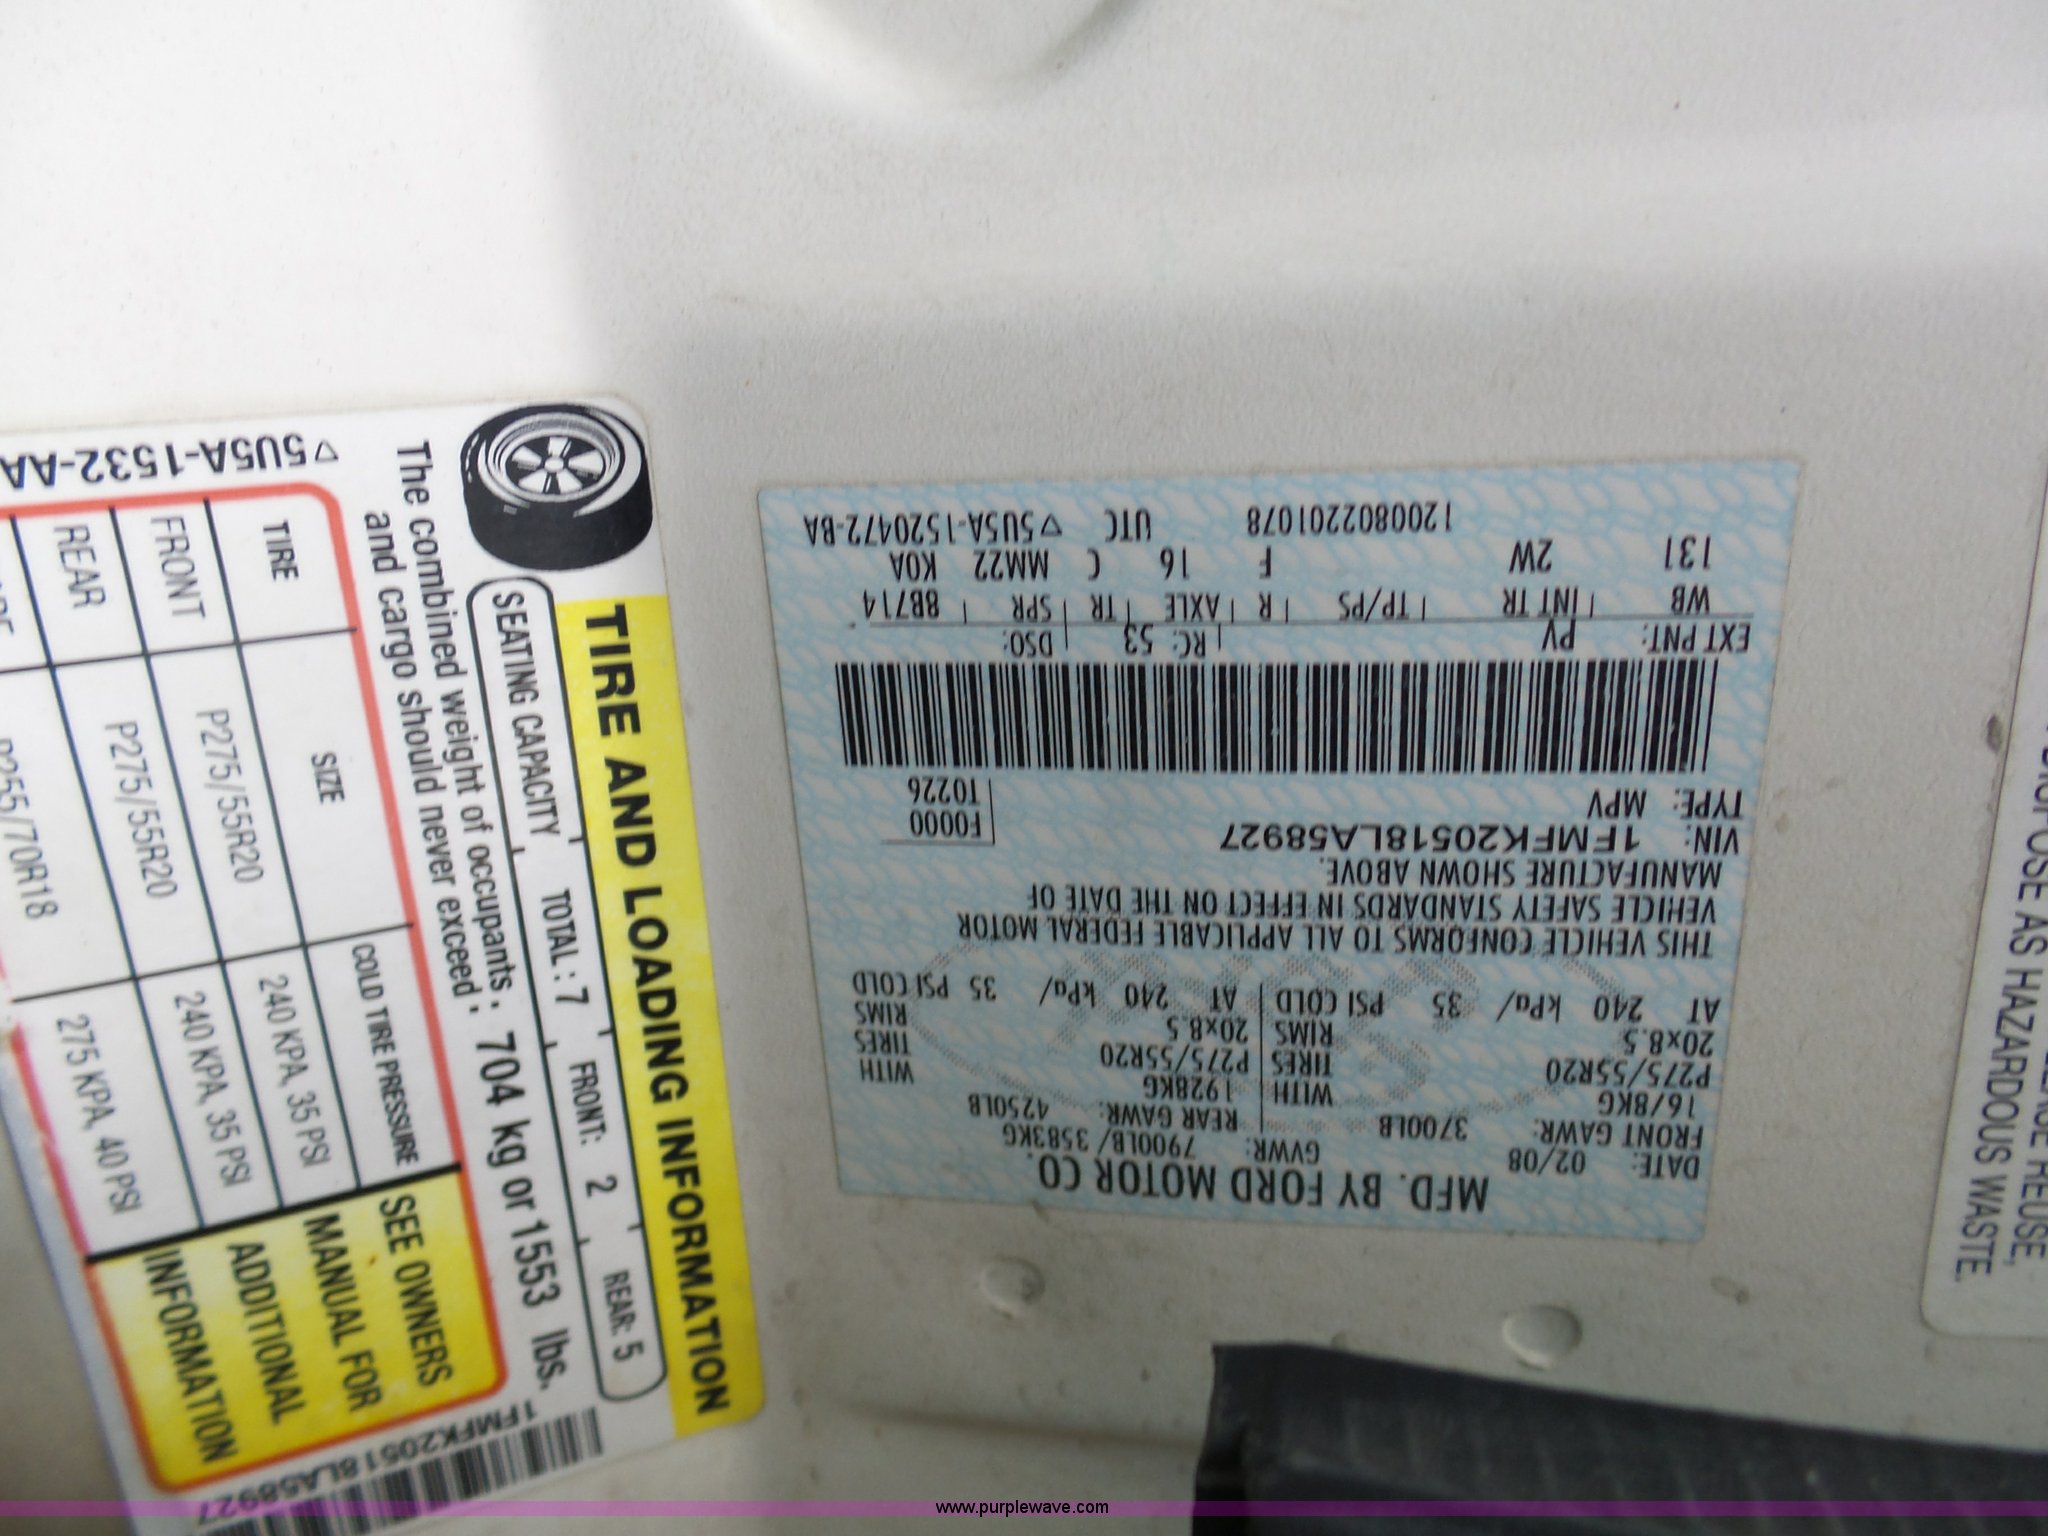 MFD. BY FORD MOTOR CO.
DATE: 02/08 GVWR: 7900LB/ 3583KG
FRONT GAWR: 3700LB REAR GAWR: 4250LB
16/8KG WITH 1928KG WITH
P275/55R20 TIRES P275/55R20 TIRES
20x8.5 RIMS 20x8.5 RIMS
AT 240 kPa/ 35 PSI COLD AT 240 kPa/ 35 PSI COLD
THIS VEHICLE CONFORMS TO ALL APPLICABLE FEDERAL MOTOR
VEHICLE SAFETY STANDARDS IN EFFECT ON THE DATE OF
MANUFACTURE SHOWN ABOVE.
VIN: 1FMFK20518LA58927 F0000
TYPE: MPV T0226
EXT PNT: PV RC: 53 DSO:
WB INT TR TP/PS R AXLE TR SPR 8B714
131 2W F 16 C MM22 K0A
120080220107​8 UTC ▽5U5A-1520472-BA
TIRE AND LOADING INFORMATION
SEATING CAPACITY TOTAL : 7 FRONT: 2 REAR: 5
The combined weight of occupants
and cargo should never exceed : 704 kg or 1553 lbs.
TIRE SIZE COLD TIRE PRESSURE
FRONT P275/55R20 240 KPA, 35 PSI
REAR P275/55R20 240 KPA, 35 PSI
P255/70R18 275 KPA, 40 PSI
SEE OWNERS
MANUAL FOR
ADDITIONAL
INFORMATION
▽5U5A-1532-AA
1FMFK20518LA58927
REUSE,
DISPOSE AS HAZARDOUS WASTE.
www.purplewave.com